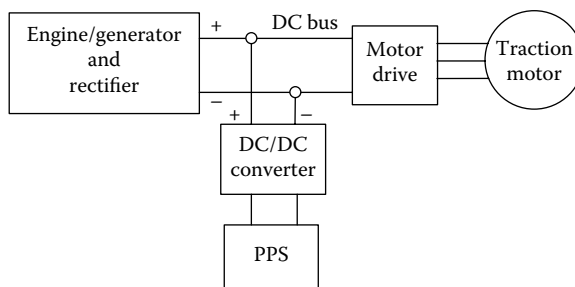 Engine/generator
and
rectifier
+
−
DC bus
Motor
drive
Traction
motor
+
−
DC/DC
converter
PPS